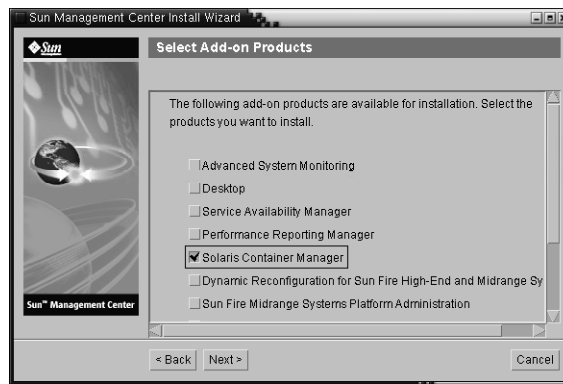 Sun Management Center Install Wizard
Sun
Select Add-on Products
The following add-on products are available for installation. Select the
products you want to install.
Advanced System Monitoring
Desktop
Service Availability Manager
Performance Reporting Manager
Solaris Container Manager
Dynamic Reconfiguration for Sun Fire High-End and Midrange Sy
Sun Fire Midrange Systems Platform Administration
Sun™ Management Center
< Back
Next >
Cancel